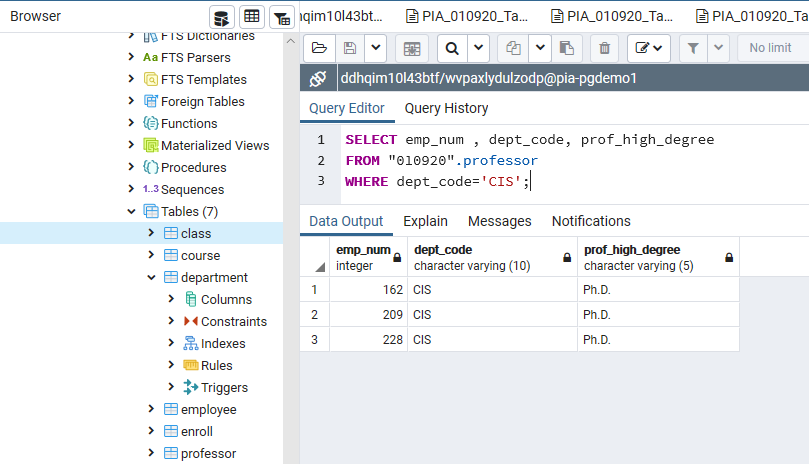 Browser
hqim10l43btf...
PIA_010920_Ta...
PIA_010920_Ta...
PIA_010920_Ta
FTS Dictionaries
Aa FTS Parsers
FTS Templates
Foreign Tables
Functions
Materialized Views
Procedures
1..3 Sequences
Tables (7)
class
course
department
Columns
Constraints
Indexes
Rules
Triggers
employee
enroll
professor
No limit
ddhqim10l43btf/wvpaxlydulzodp@pia-pgdemo1
Query Editor Query History
1 SELECT emp_num , dept_code, prof_high_degree
2 FROM "010920".professor
3 WHERE dept_code='CIS';
Data Output Explain Messages Notifications
emp_num dept_code prof_high_degree
integer character varying (10) character varying (5)
1 162 CIS Ph.D.
2 209 CIS Ph.D.
3 228 CIS Ph.D.